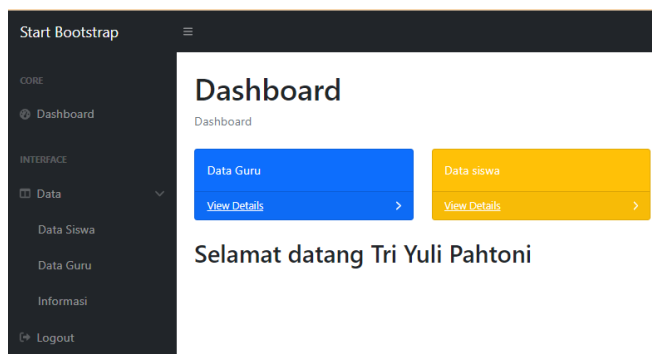 Start Bootstrap
CORE
Dashboard
INTERFACE
Data
Data Siswa
Data Guru
Informasi
Logout
Dashboard
Dashboard
Data Guru
View Details
Data siswa
View Details
Selamat datang Tri Yuli Pahtoni